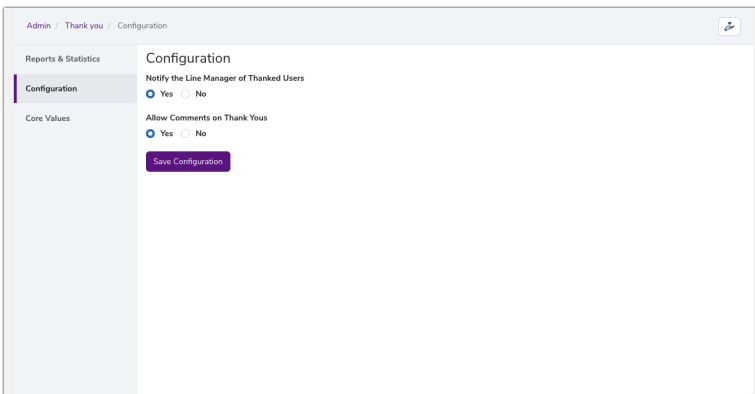 Admin / Thank you / Configuration
Reports & Statistics
Configuration
Core Values
Configuration
Notify the Line Manager of Thanked Users
Yes No
Allow Comments on Thank Yous
Yes No
Save Configuration